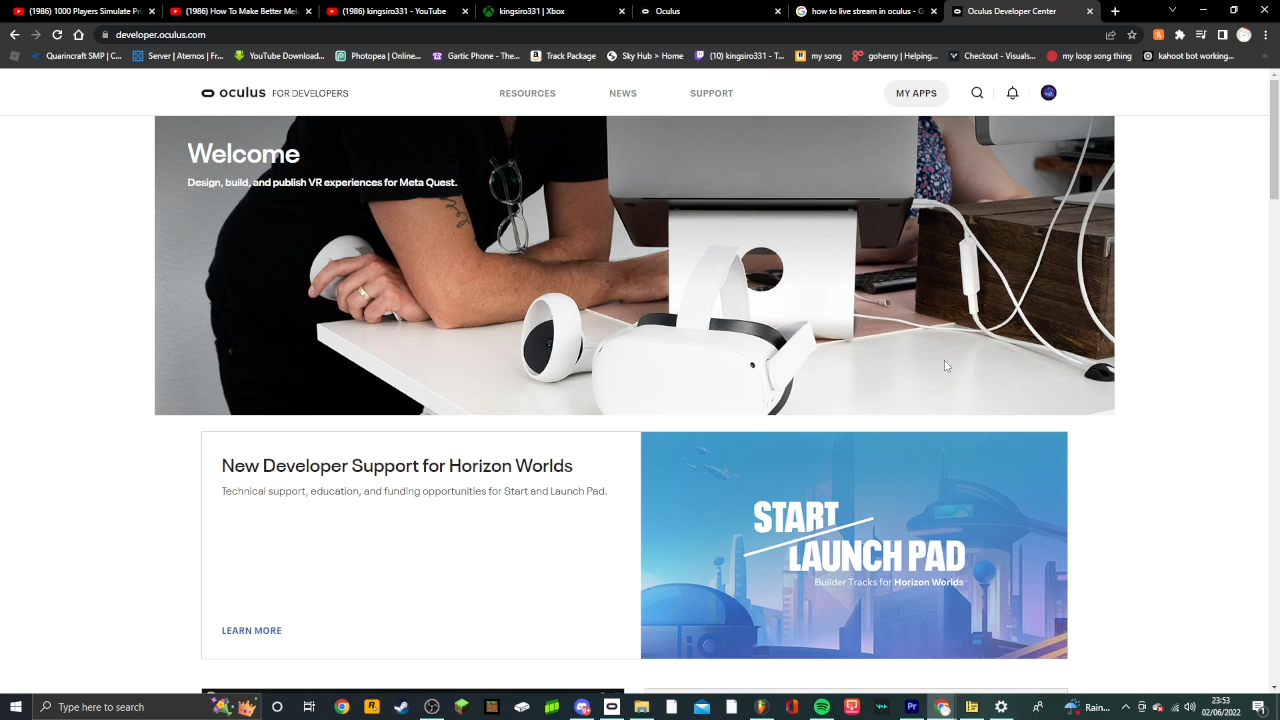 (1986) 1000 Players Simulate Pri
(1986) How To Make Better Mel
(1986) kingsiro331 - YouTube
kingsiro331 | Xbox
Oculus
how to live stream in oculus - G
Oculus Developer Center
developer.oculus.com
Quaricraft SMP | C...
Server | Aternos | Fr...
YouTube Download...
Photopea | Online...
Gartic Phone - The...
Track Package
Sky Hub > Home
(10) kingsiro331 - T...
my song
gohenry | Helping...
Checkout - Visuals...
my loop song thing
kahoot bot working...
oculus FOR DEVELOPERS
RESOURCES
NEWS
SUPPORT
MY APPS
Welcome
Design, build, and publish VR experiences for Meta Quest.
New Developer Support for Horizon Worlds
Technical support, education, and funding opportunities for Start and Launch Pad.
LEARN MORE
START
LAUNCH PAD
Builder Tracks for Horizon Worlds
Type here to search
Rain...
23:53
02/06/2022